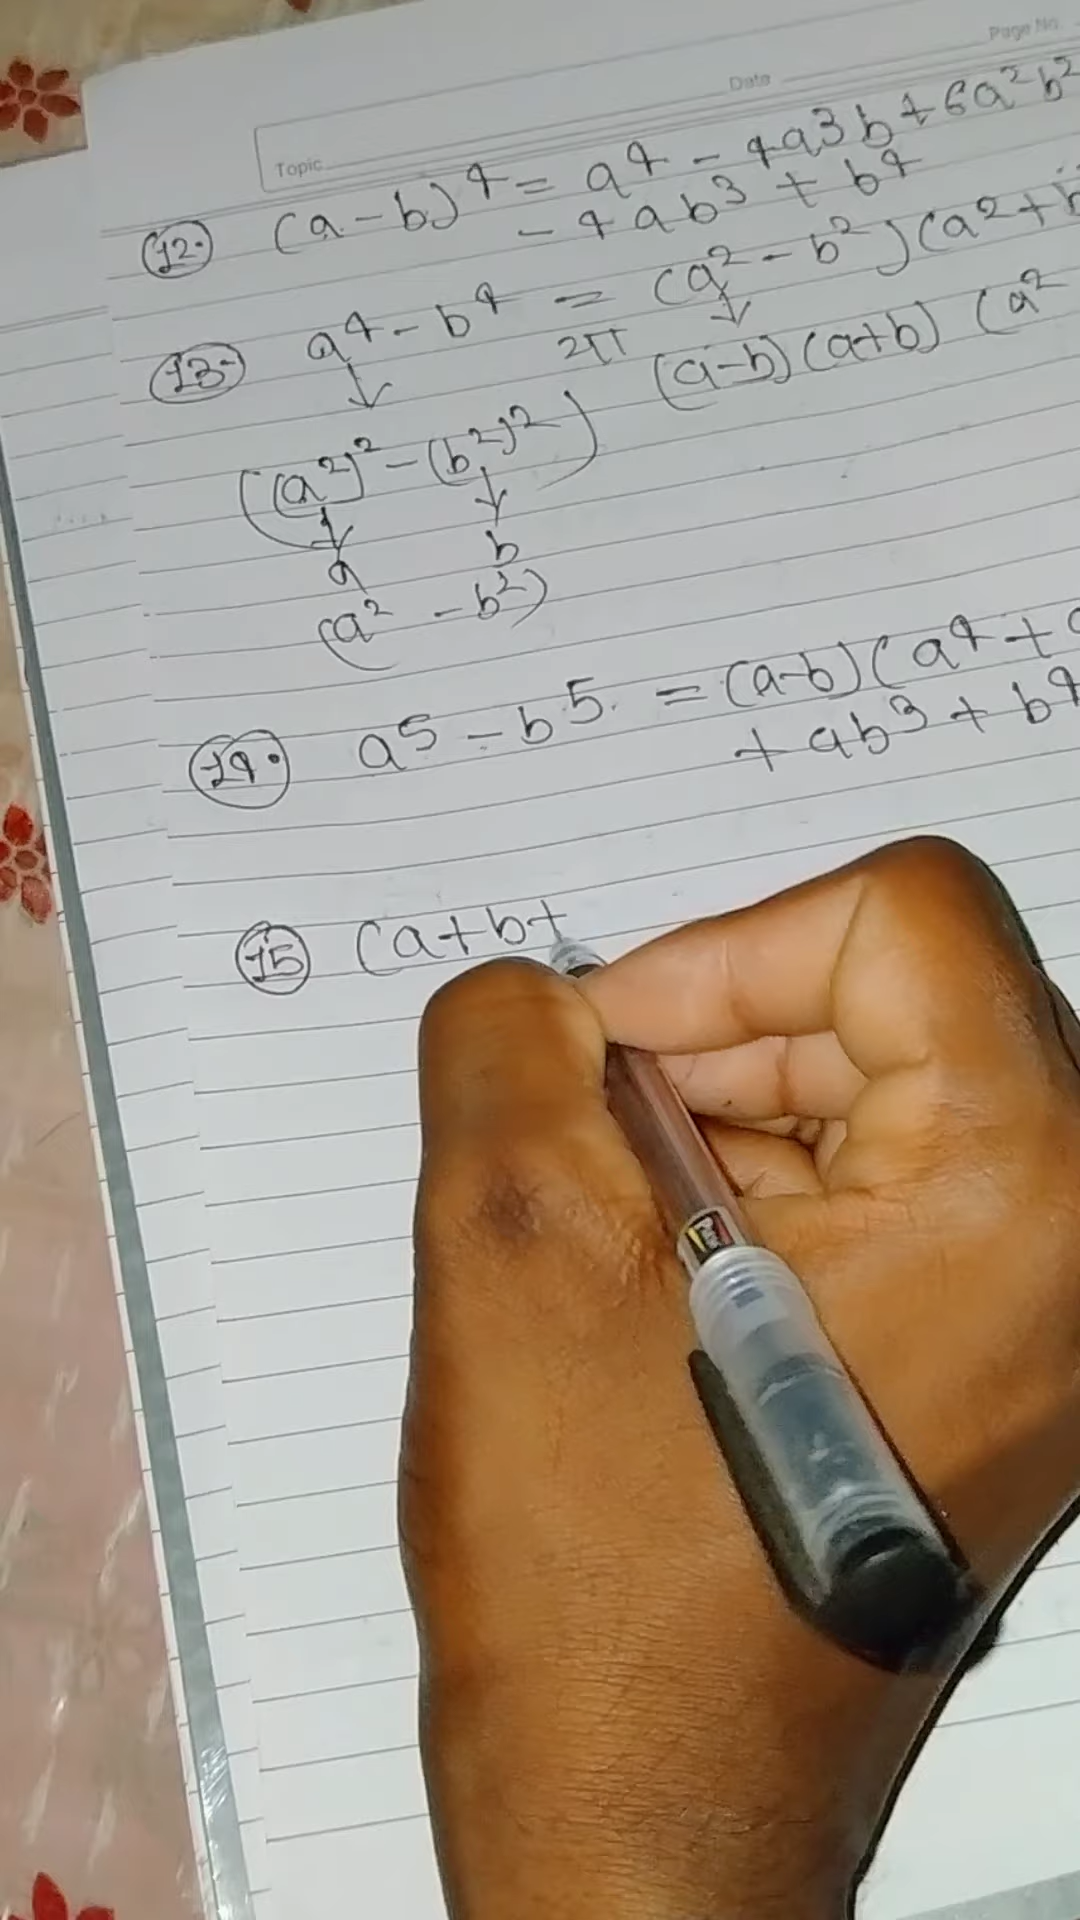 Page No.
Date
Topic
12. (a-b)⁴ = a⁴ - 4a³b + 6a²b²
- 4ab³ + b⁴
13. a⁴ - b⁴ = (a² - b²)(a² +
↓ ↓
(a-b)(a+b) (a²
((a²)² - (b²)²)
↓ ↓
a b
(a² - b²)
14. a⁵ - b⁵ = (a-b)(a⁴ +
+ ab³ + b⁴
15 (a+b+